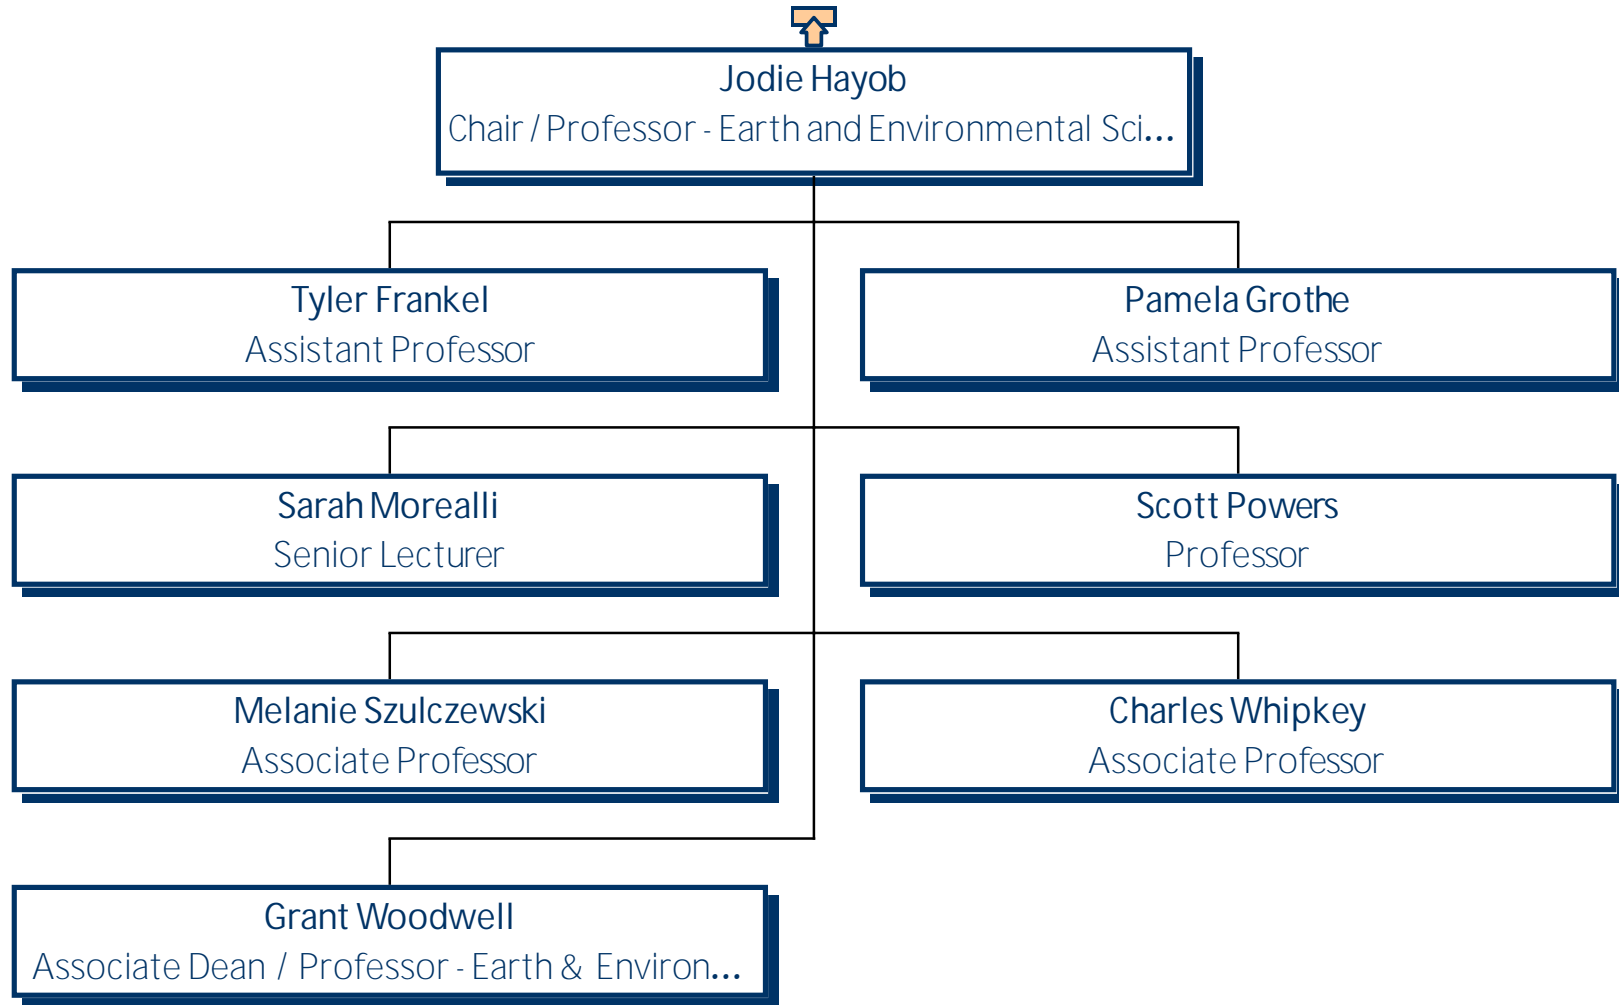 Jodie Hayob
Chair / Professor - Earth and Environmental Sci...
Tyler Frankel
Assistant Professor
Pamela Grothe
Assistant Professor
Sarah Morealli
Senior Lecturer
Scott Powers
Professor
Melanie Szulczewski
Associate Professor
Charles Whipkey
Associate Professor
Grant Woodwell
Associate Dean / Professor - Earth & Environ...